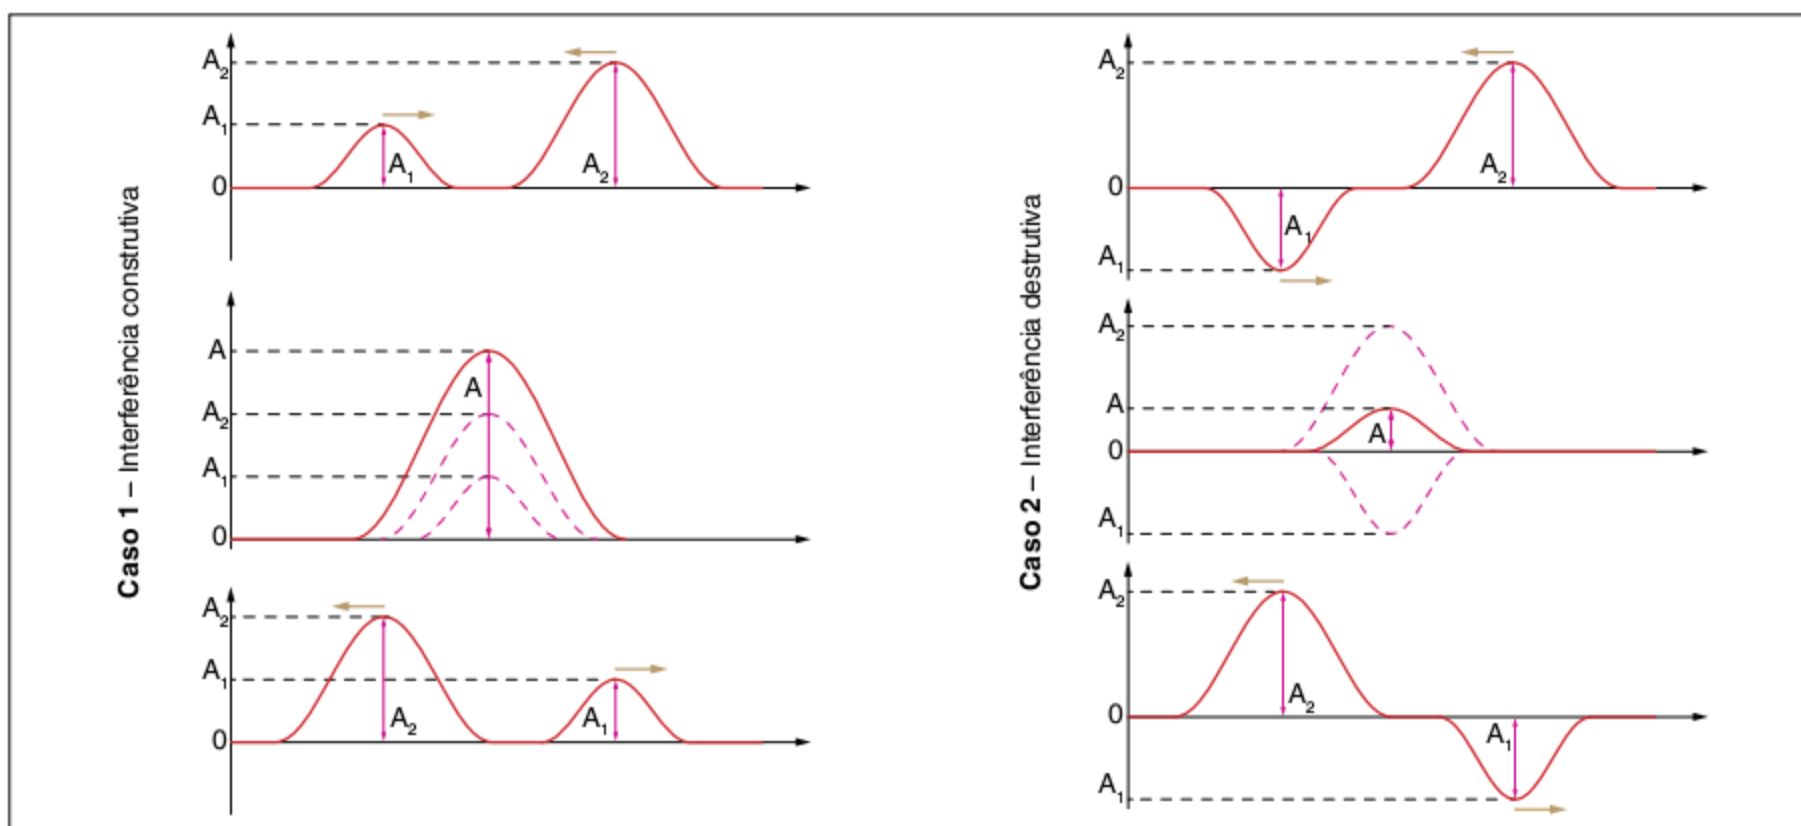 Caso 1 – Interferência construtiva
A₂
A₁
A₁
A₂
0
A
A
A₂
A₁
0
A₂
A₁
A₂
A₁
0
Caso 2 – Interferência destrutiva
A₂
A₂
0
A₁
A₁
A₂
A
A
0
A₁
A₂
A₂
0
A₁
A₁